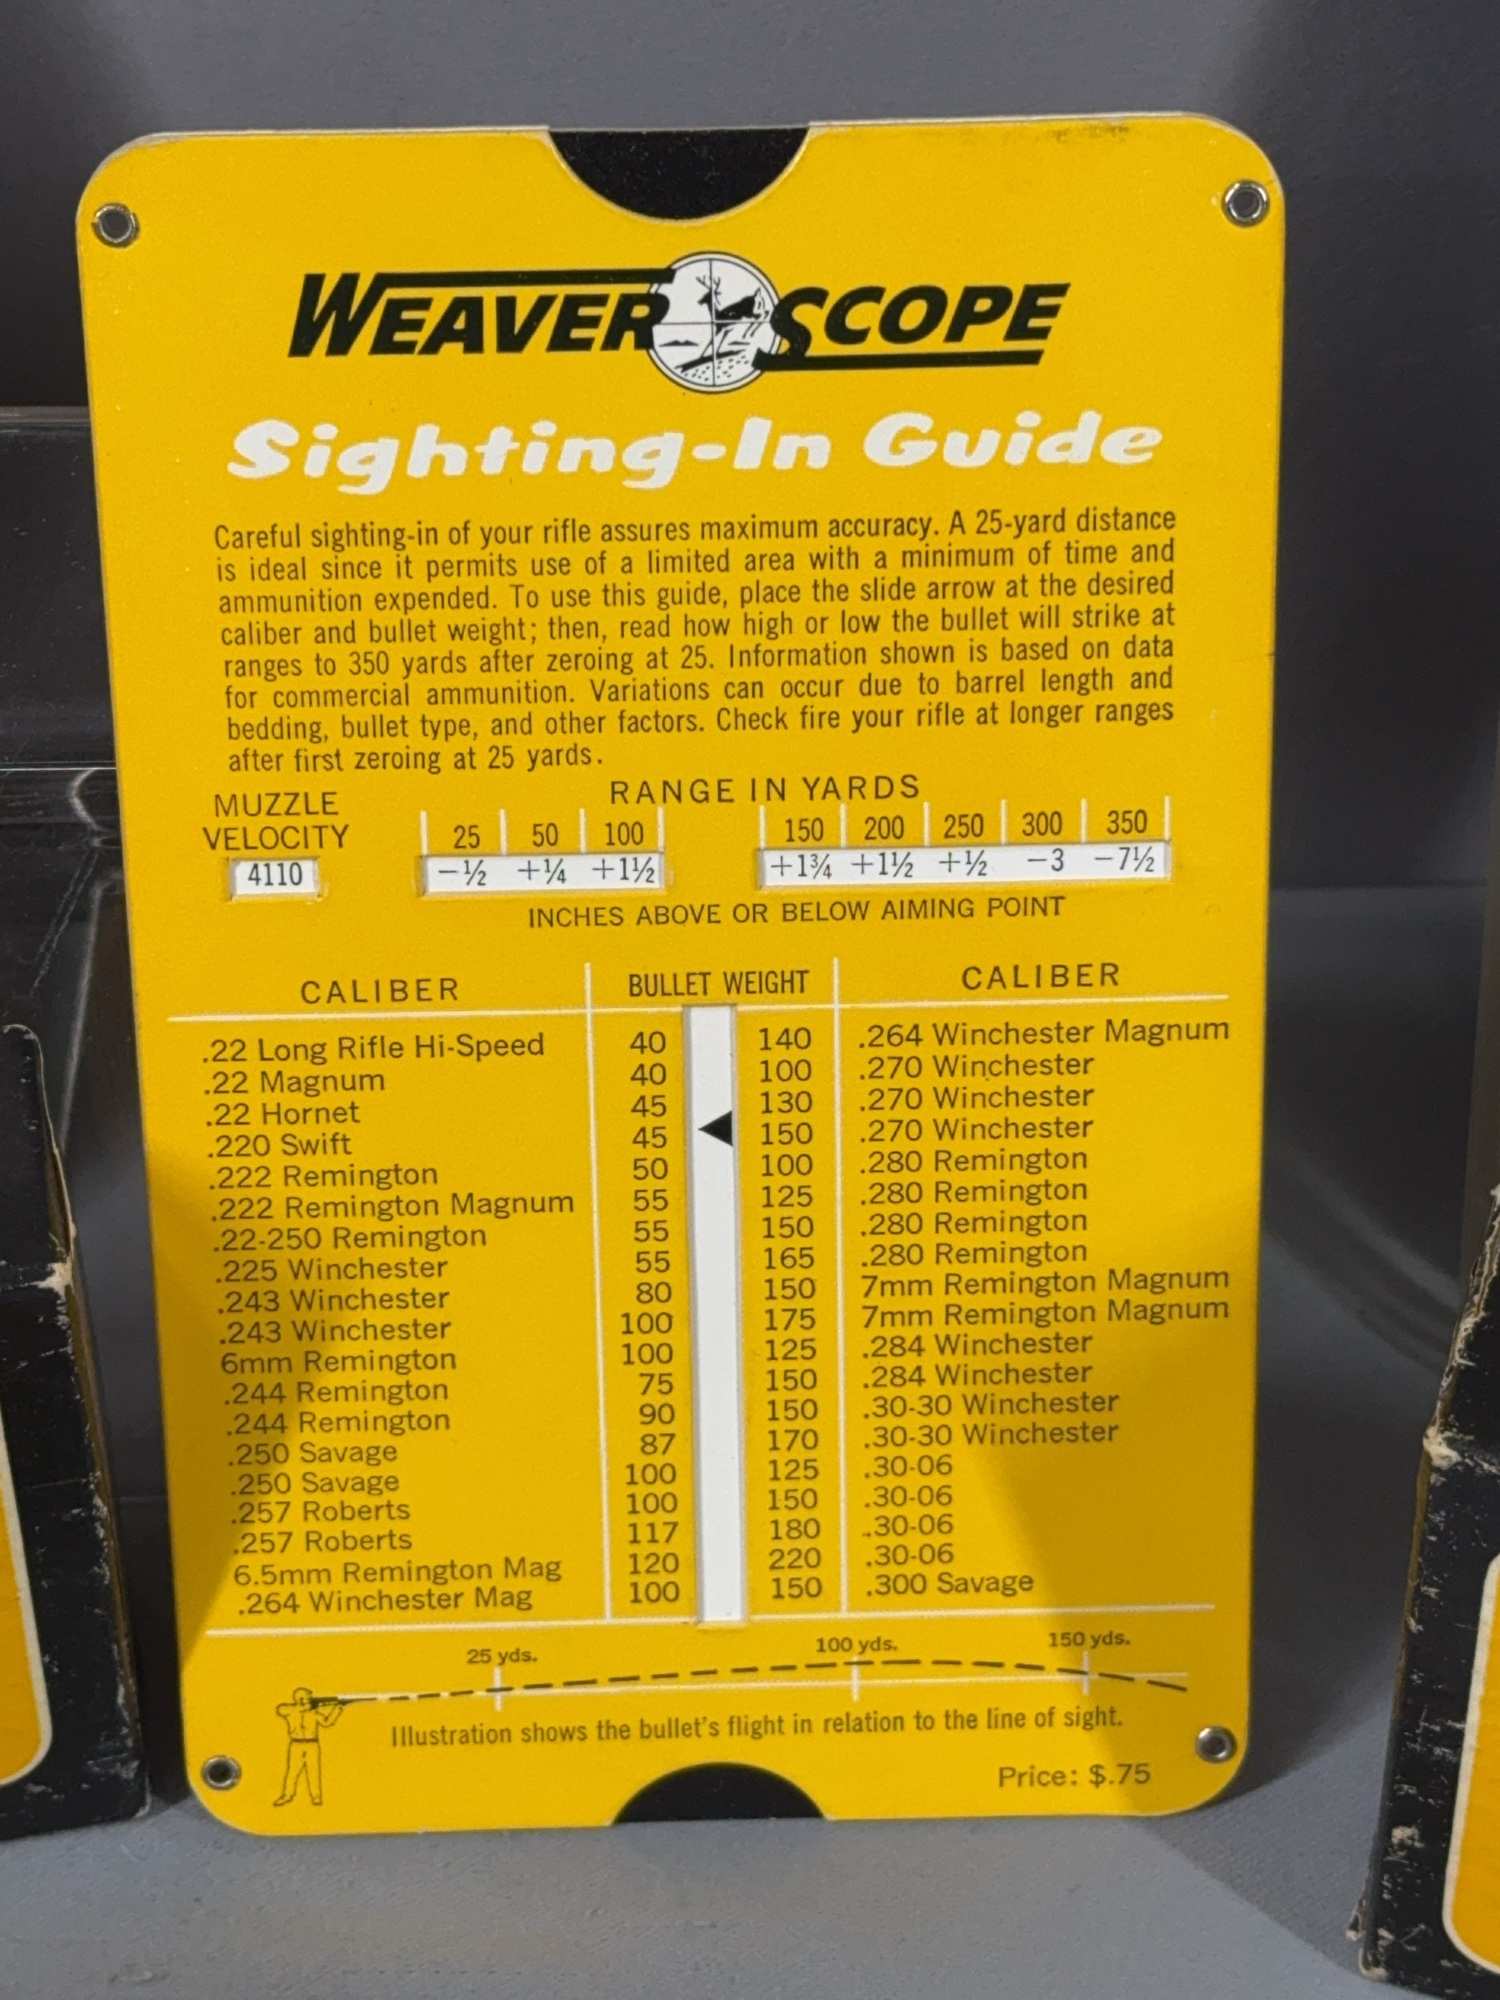 WEAVER SCOPE
Sighting-In Guide
Careful sighting-in of your rifle assures maximum accuracy. A 25-yard distance
is ideal since it permits use of a limited area with a minimum of time and
ammunition expended. To use this guide, place the slide arrow at the desired
caliber and bullet weight; then, read how high or low the bullet will strike at
ranges to 350 yards after zeroing at 25. Information shown is based on data
for commercial ammunition. Variations can occur due to barrel length and
bedding, bullet type, and other factors. Check fire your rifle at longer ranges
after first zeroing at 25 yards.
MUZZLE
VELOCITY
4110
RANGE IN YARDS
25 50 100 150 200 250 300 350
−½ +¼ +1½ +1¾ +1½ +½ −3 −7½
INCHES ABOVE OR BELOW AIMING POINT
CALIBER BULLET WEIGHT CALIBER
.22 Long Rifle Hi-Speed 40 140 .264 Winchester Magnum
.22 Magnum 40 100 .270 Winchester
.22 Hornet 45 130 .270 Winchester
.220 Swift 45 150 .270 Winchester
.222 Remington 50 100 .280 Remington
.222 Remington Magnum 55 125 .280 Remington
.22-250 Remington 55 150 .280 Remington
.225 Winchester 55 165 .280 Remington
.243 Winchester 80 150 7mm Remington Magnum
.243 Winchester 100 175 7mm Remington Magnum
6mm Remington 100 125 .284 Winchester
.244 Remington 75 150 .284 Winchester
.244 Remington 90 150 .30-30 Winchester
.250 Savage 87 170 .30-30 Winchester
.250 Savage 100 125 .30-06
.257 Roberts 100 150 .30-06
.257 Roberts 117 180 .30-06
6.5mm Remington Mag 120 220 .30-06
.264 Winchester Mag 100 150 .300 Savage
25 yds. 100 yds. 150 yds.
Illustration shows the bullet's flight in relation to the line of sight.
Price: $.75